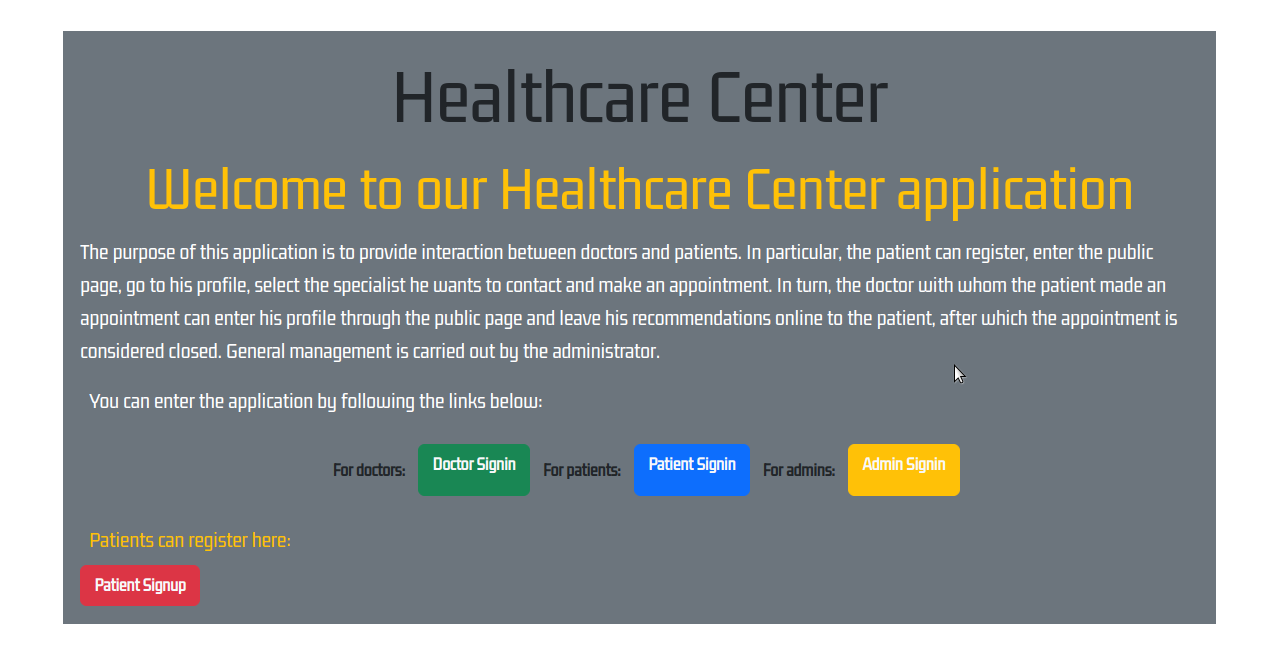 Healthcare Center
Welcome to our Healthcare Center application
The purpose of this application is to provide interaction between doctors and patients. In particular, the patient can register, enter the public
page, go to his profile, select the specialist he wants to contact and make an appointment. In turn, the doctor with whom the patient made an
appointment can enter his profile through the public page and leave his recommendations online to the patient, after which the appointment is
considered closed. General management is carried out by the administrator.
You can enter the application by following the links below:
For doctors: Doctor Signin For patients: Patient Signin For admins: Admin Signin
Patients can register here:
Patient Signup